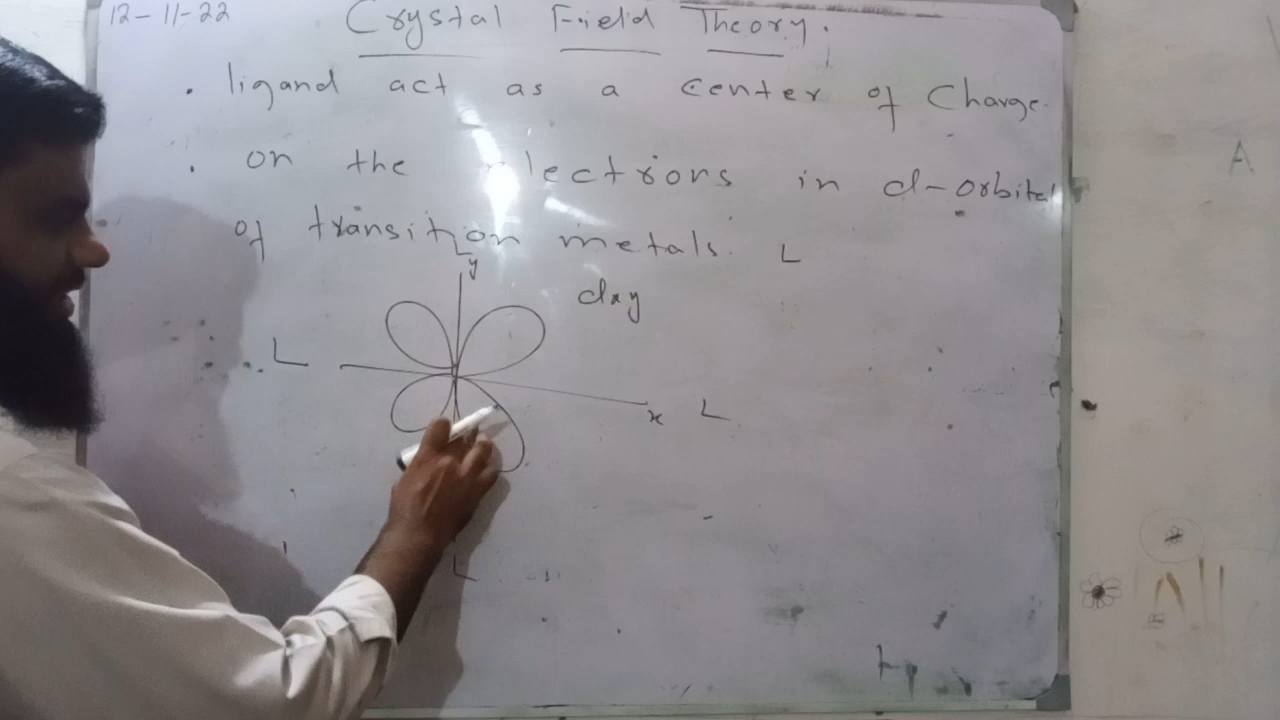 12-11-22
Crystal Field Theory.
. ligand act as a center of Charge.
. on the electrons in d-orbital
of transition metals. L
L
y
dxy
L
x L
L
A